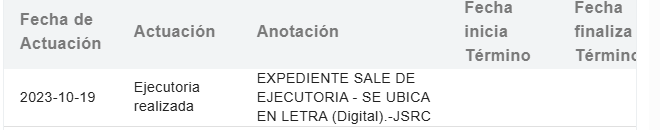 Fecha de Actuación Actuación Anotación Fecha inicia Término Fecha finaliza Término
2023-10-19 Ejecutoria realizada EXPEDIENTE SALE DE EJECUTORIA - SE UBICA EN LETRA (Digital).-JSRC